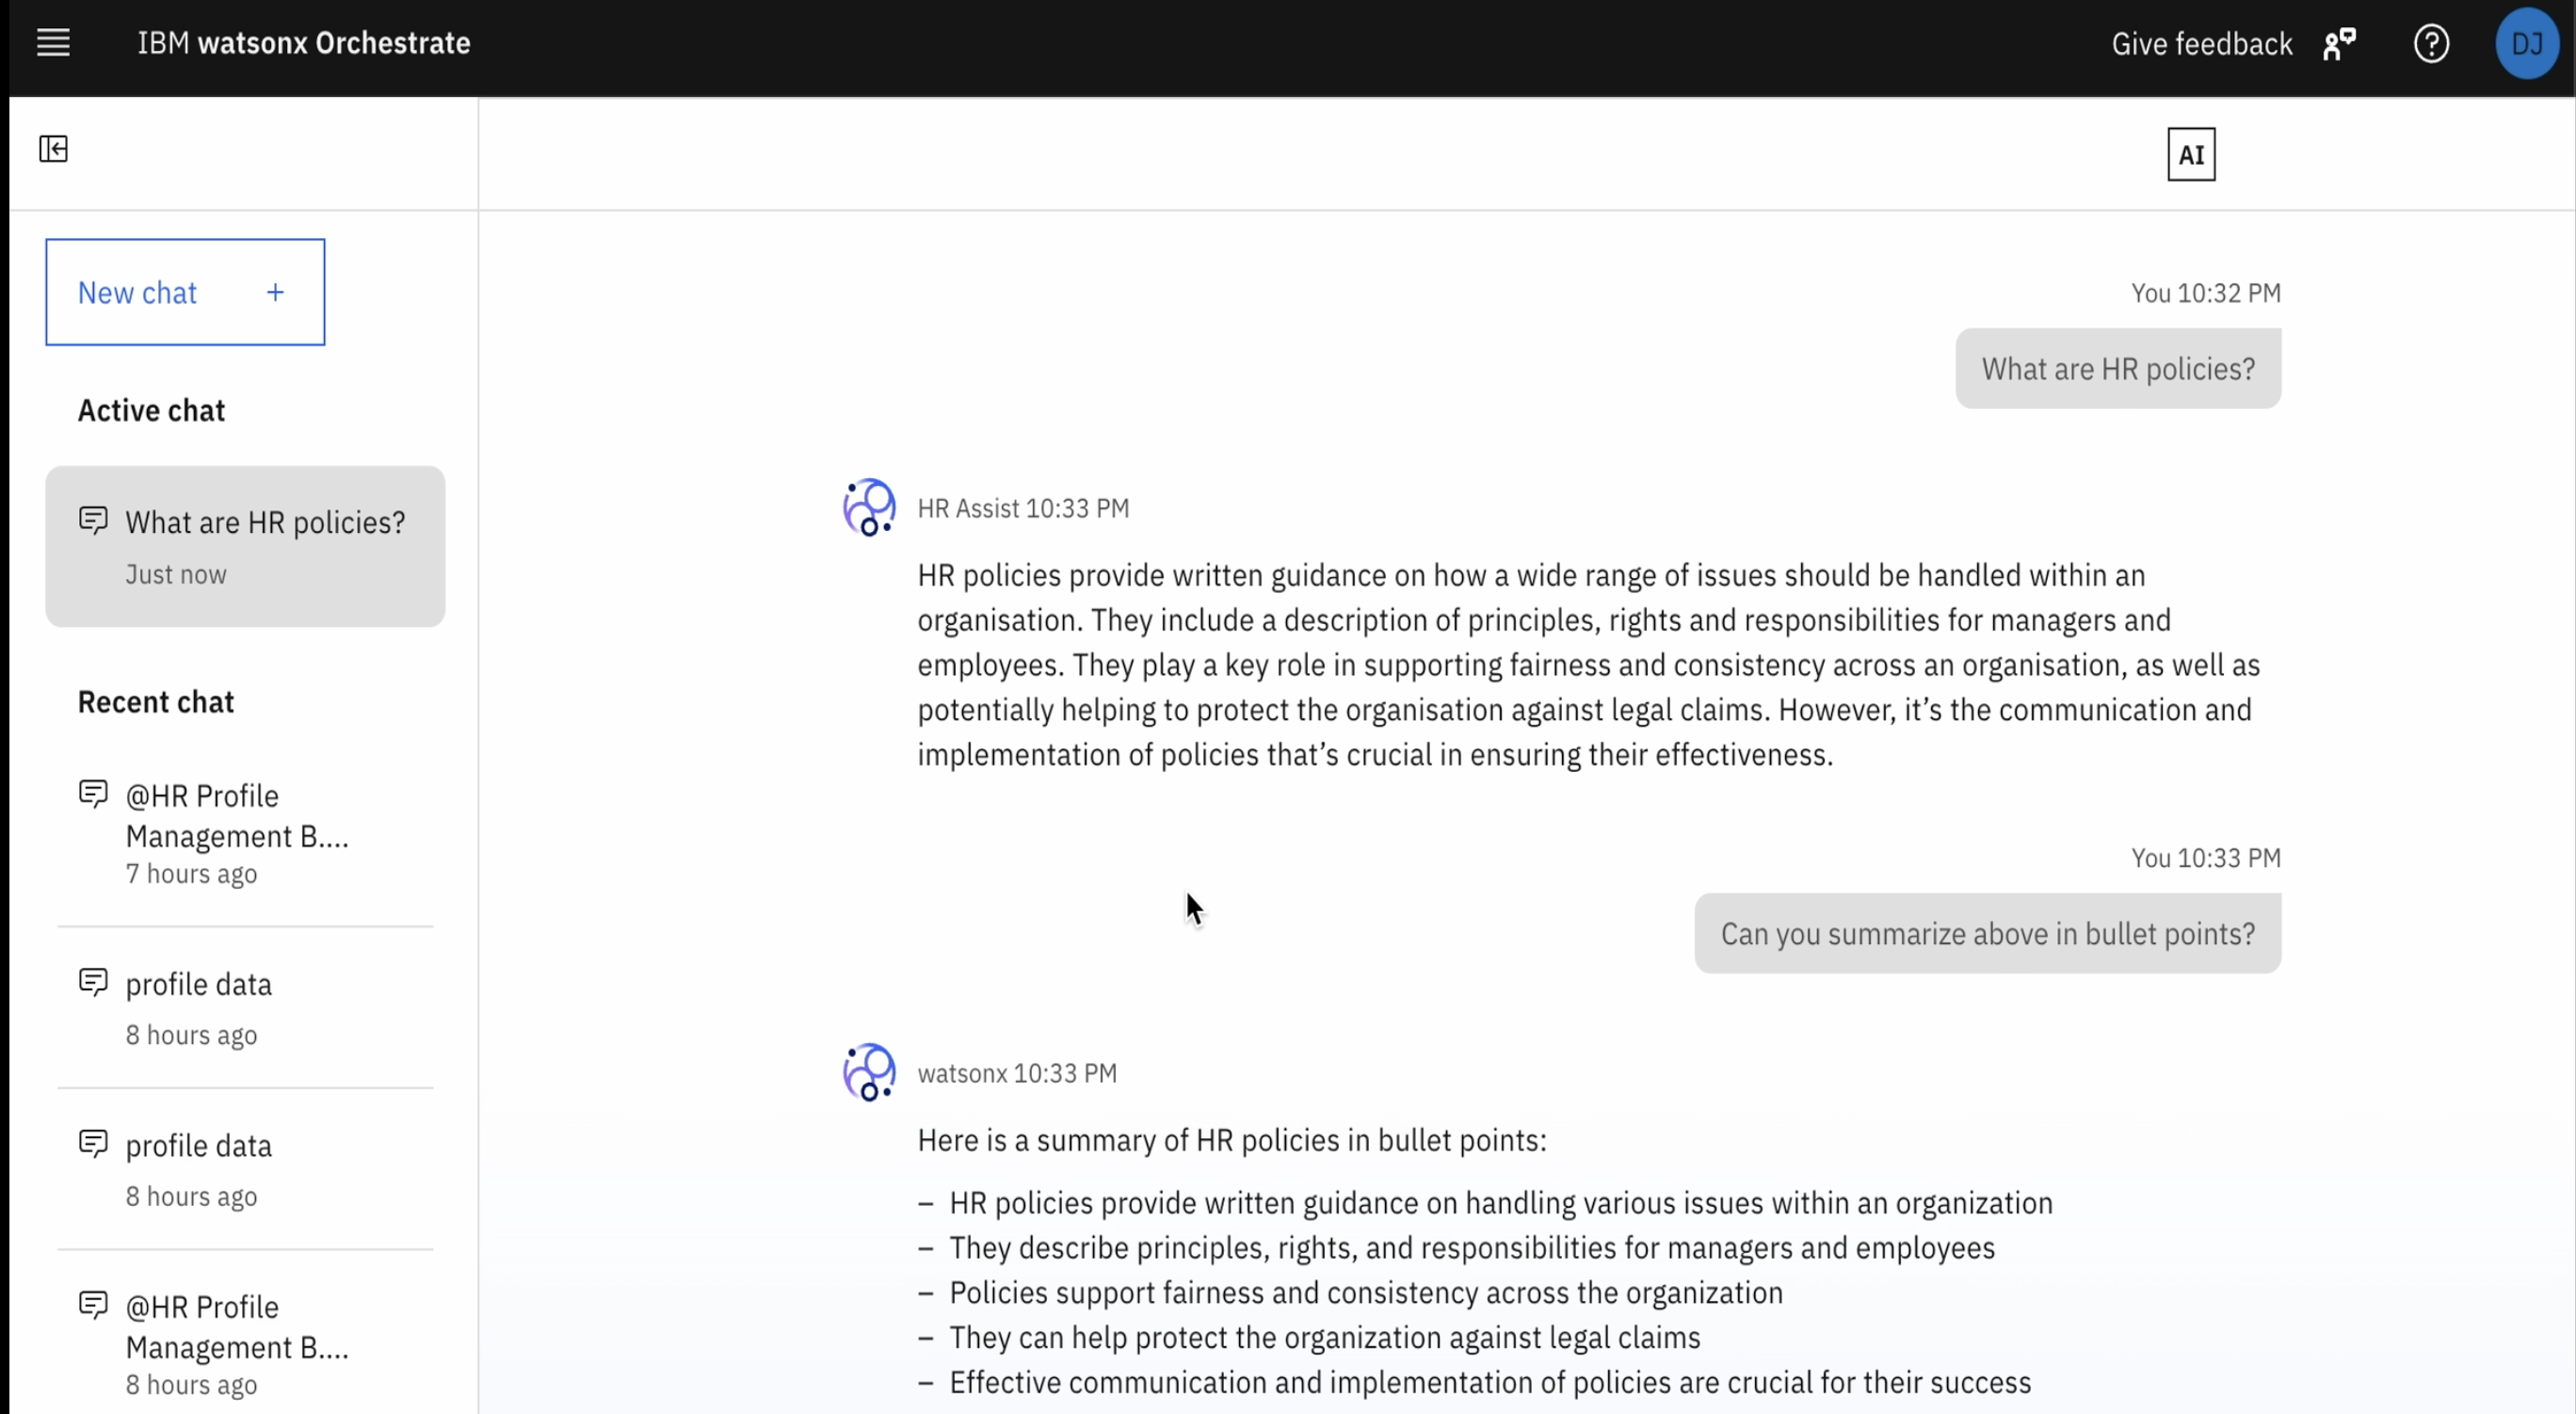 IBM watsonx Orchestrate
Give feedback
DJ
AI
New chat +
Active chat
What are HR policies?
Just now
Recent chat
@HR Profile
Management B....
7 hours ago
profile data
8 hours ago
profile data
8 hours ago
@HR Profile
Management B....
8 hours ago
You 10:32 PM
What are HR policies?
HR Assist 10:33 PM
HR policies provide written guidance on how a wide range of issues should be handled within an
organisation. They include a description of principles, rights and responsibilities for managers and
employees. They play a key role in supporting fairness and consistency across an organisation, as well as
potentially helping to protect the organisation against legal claims. However, it’s the communication and
implementation of policies that’s crucial in ensuring their effectiveness.
You 10:33 PM
Can you summarize above in bullet points?
watsonx 10:33 PM
Here is a summary of HR policies in bullet points:
– HR policies provide written guidance on handling various issues within an organization
– They describe principles, rights, and responsibilities for managers and employees
– Policies support fairness and consistency across the organization
– They can help protect the organization against legal claims
– Effective communication and implementation of policies are crucial for their success